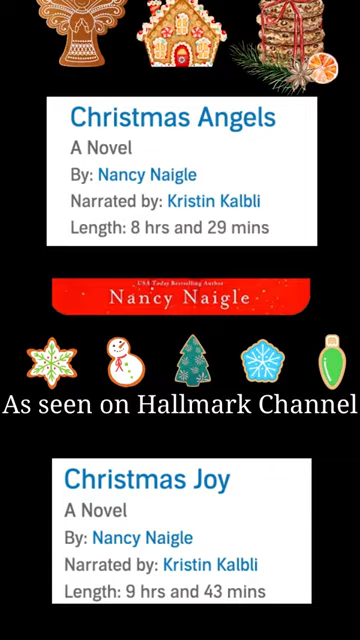 Christmas Angels
A Novel
By: Nancy Naigle
Narrated by: Kristin Kalbli
Length: 8 hrs and 29 mins
USA Today Bestselling Author
Nancy Naigle
As seen on Hallmark Channel
Christmas Joy
A Novel
By: Nancy Naigle
Narrated by: Kristin Kalbli
Length: 9 hrs and 43 mins